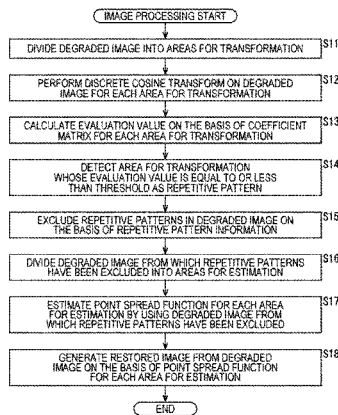 IMAGE PROCESSING START
S11
DIVIDE DEGRADED IMAGE INTO AREAS FOR TRANSFORMATION
S12
PERFORM DISCRETE COSINE TRANSFORM ON DEGRADED
IMAGE FOR EACH AREA FOR TRANSFORMATION
S13
CALCULATE EVALUATION VALUE ON THE BASIS OF COEFFICIENT
MATRIX FOR EACH AREA FOR TRANSFORMATION
S14
DETECT AREA FOR TRANSFORMATION
WHOSE EVALUATION VALUE IS EQUAL TO OR LESS
THAN THRESHOLD AS REPETITIVE PATTERN
S15
EXCLUDE REPETITIVE PATTERNS IN DEGRADED IMAGE ON
THE BASIS OF REPETITIVE PATTERN INFORMATION
S16
DIVIDE DEGRADED IMAGE FROM WHICH REPETITIVE PATTERNS
HAVE BEEN EXCLUDED INTO AREAS FOR ESTIMATION
S17
ESTIMATE POINT SPREAD FUNCTION FOR EACH AREA
FOR ESTIMATION BY USING DEGRADED IMAGE FROM
WHICH REPETITIVE PATTERNS HAVE BEEN EXCLUDED
S18
GENERATE RESTORED IMAGE FROM DEGRADED
IMAGE ON THE BASIS OF POINT SPREAD FUNCTION
FOR EACH AREA FOR ESTIMATION
END